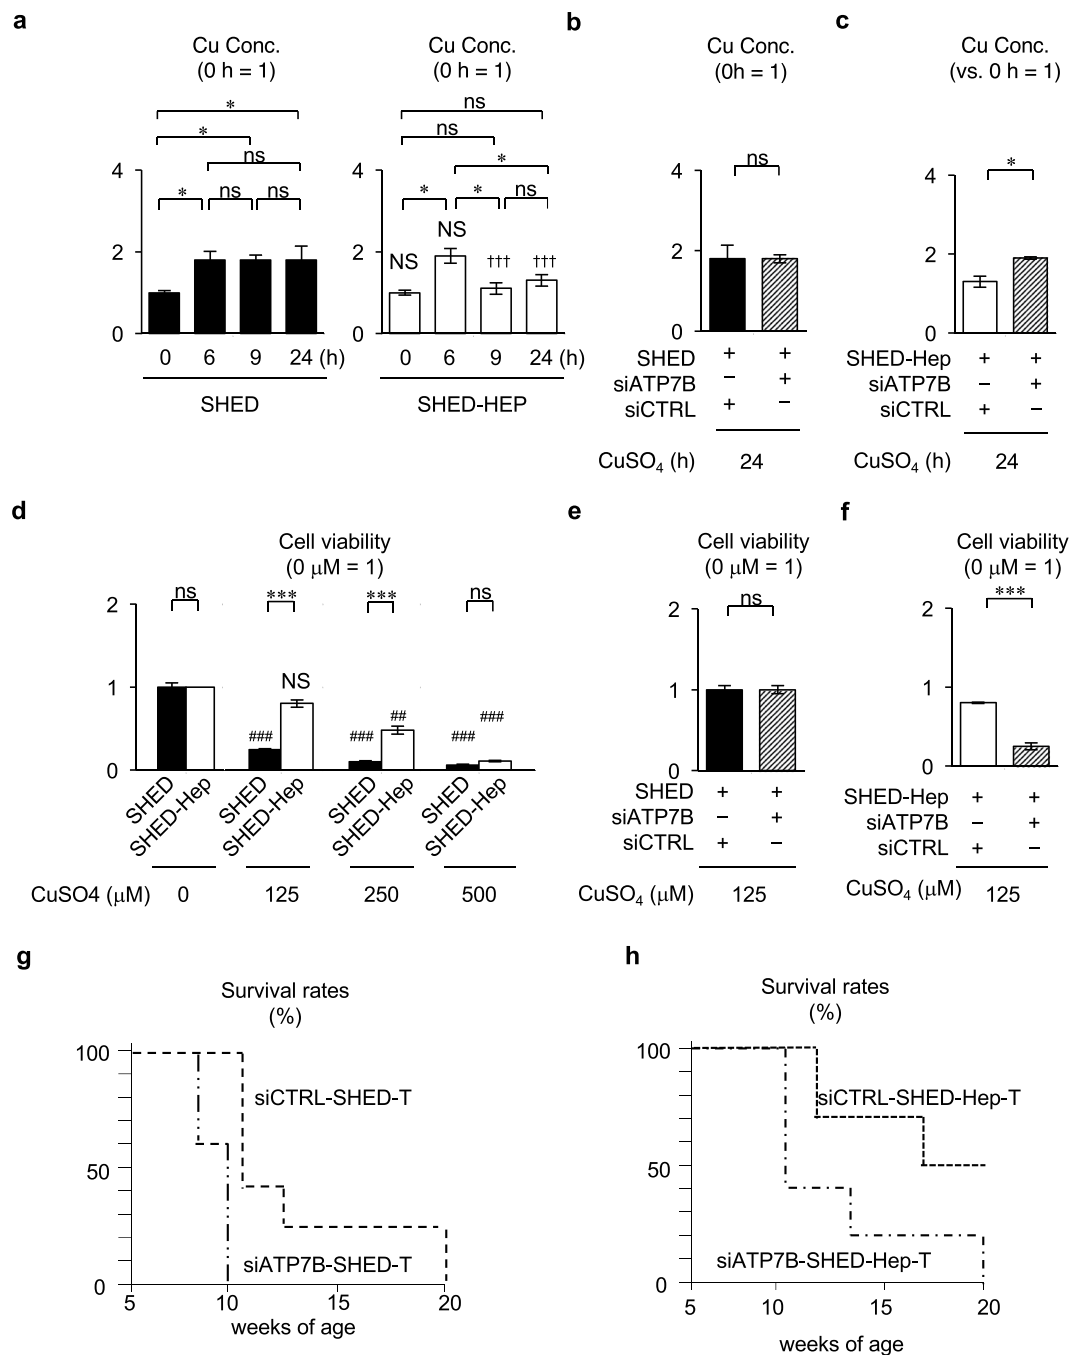 a
Cu Conc.
(0 h = 1)
*
*
ns
* ns ns
4
2
0
0 6 9 24 (h)
SHED
Cu Conc.
(0 h = 1)
ns
ns
*
* * ns
NS
NS ††† †††
4
2
0
0 6 9 24 (h)
SHED-HEP
b
Cu Conc.
(0h = 1)
ns
4
2
0
SHED + +
siATP7B – +
siCTRL + –
CuSO₄ (h) 24
c
Cu Conc.
(vs. 0 h = 1)
*
4
2
0
SHED-Hep + +
siATP7B – +
siCTRL + –
CuSO₄ (h) 24
d
Cell viability
(0 μM = 1)
ns *** *** ns
2
1
0
NS
### ### ## ### ###
SHED SHED-Hep SHED SHED-Hep SHED SHED-Hep SHED SHED-Hep
CuSO4 (μM) 0 125 250 500
e
Cell viability
(0 μM = 1)
ns
2
1
0
SHED + +
siATP7B – +
siCTRL + –
CuSO₄ (μM) 125
f
Cell viability
(0 μM = 1)
***
2
1
0
SHED-Hep + +
siATP7B – +
siCTRL + –
CuSO₄ (μM) 125
g
Survival rates
(%)
100
50
0
siCTRL-SHED-T
siATP7B-SHED-T
5 10 15 20
weeks of age
h
Survival rates
(%)
100
50
0
siCTRL-SHED-Hep-T
siATP7B-SHED-Hep-T
5 10 15 20
weeks of age